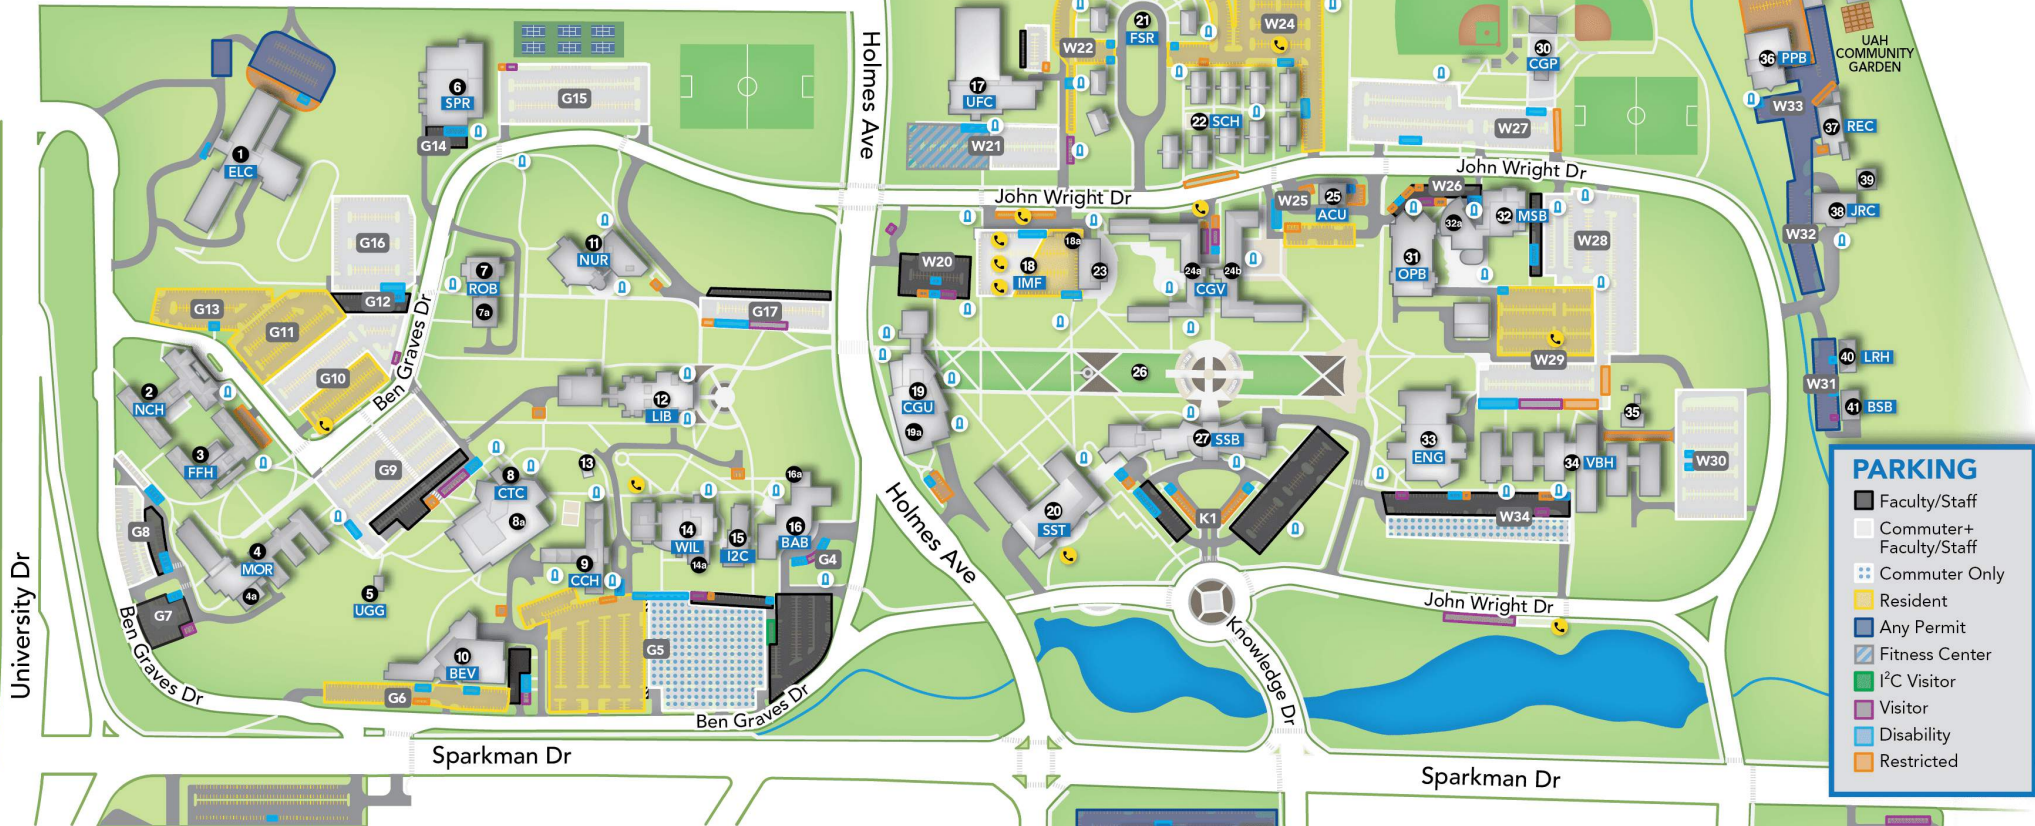 21
FSR
W24
W22
30
CGP
UAH
COMMUNITY
GARDEN
36 PPB
6
SPR
G15
Holmes Ave
17
UFC
22 SCH
W27
W33
37 REC
G14
W21
1
ELC
John Wright Dr
John Wright Dr
W26
39
25
ACU
W25
32a
32 MSB
38 JRC
G16
11
NUR
18a
W28
W32
7
ROB
7a
W20
18
IMF
23
24a
24b
CGV
31
OPB
G12
G13
G11
G17
Ben Graves Dr
G10
W29
40 LRH
2
NCH
12
LIB
19
CGU
19a
26
W31
35
41 BSB
3
FFH
G9
27 SSB
33
ENG
34 VBH
W30
8
CTC
8a
13
16a
G8
20
SST
K1
W34
14
WIL
14a
15
I2C
16
BAB
G4
4
MOR
4a
9
CCH
5
UGG
G7
Holmes Ave
University Dr
Ben Graves Dr
John Wright Dr
Knowledge Dr
10
BEV
G5
G6
Ben Graves Dr
Sparkman Dr
Sparkman Dr
PARKING
Faculty/Staff
Commuter+
Faculty/Staff
Commuter Only
Resident
Any Permit
Fitness Center
I²C Visitor
Visitor
Disability
Restricted